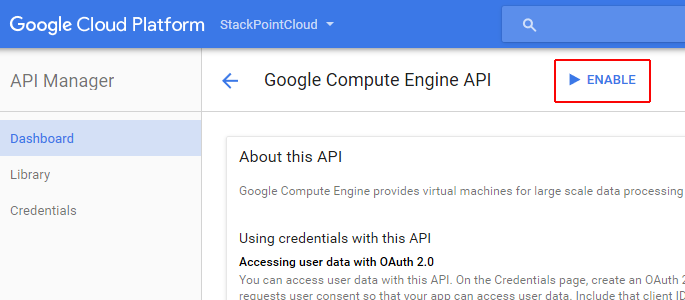 Google Cloud Platform StackPointCloud
API Manager
Google Compute Engine API
ENABLE
Dashboard
Library
Credentials
About this API
Google Compute Engine provides virtual machines for large scale data processing
Using credentials with this API
Accessing user data with OAuth 2.0
You can access user data with this API. On the Credentials page, create an OAuth 2
requests user consent so that your app can access user data. Include that client ID